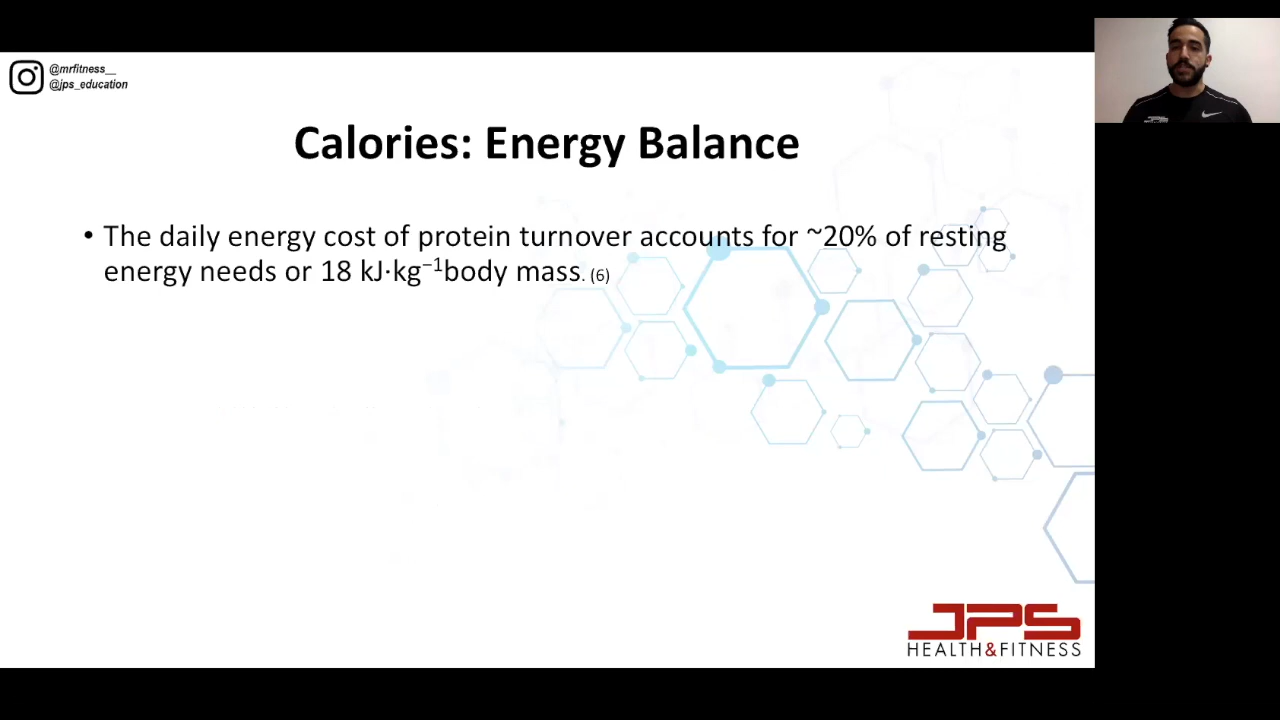 @mrfitness__
@jps_education
Calories: Energy Balance
• The daily energy cost of protein turnover accounts for ~20% of resting
energy needs or 18 kJ·kg⁻¹body mass. (6)
JPS
HEALTH&FITNESS